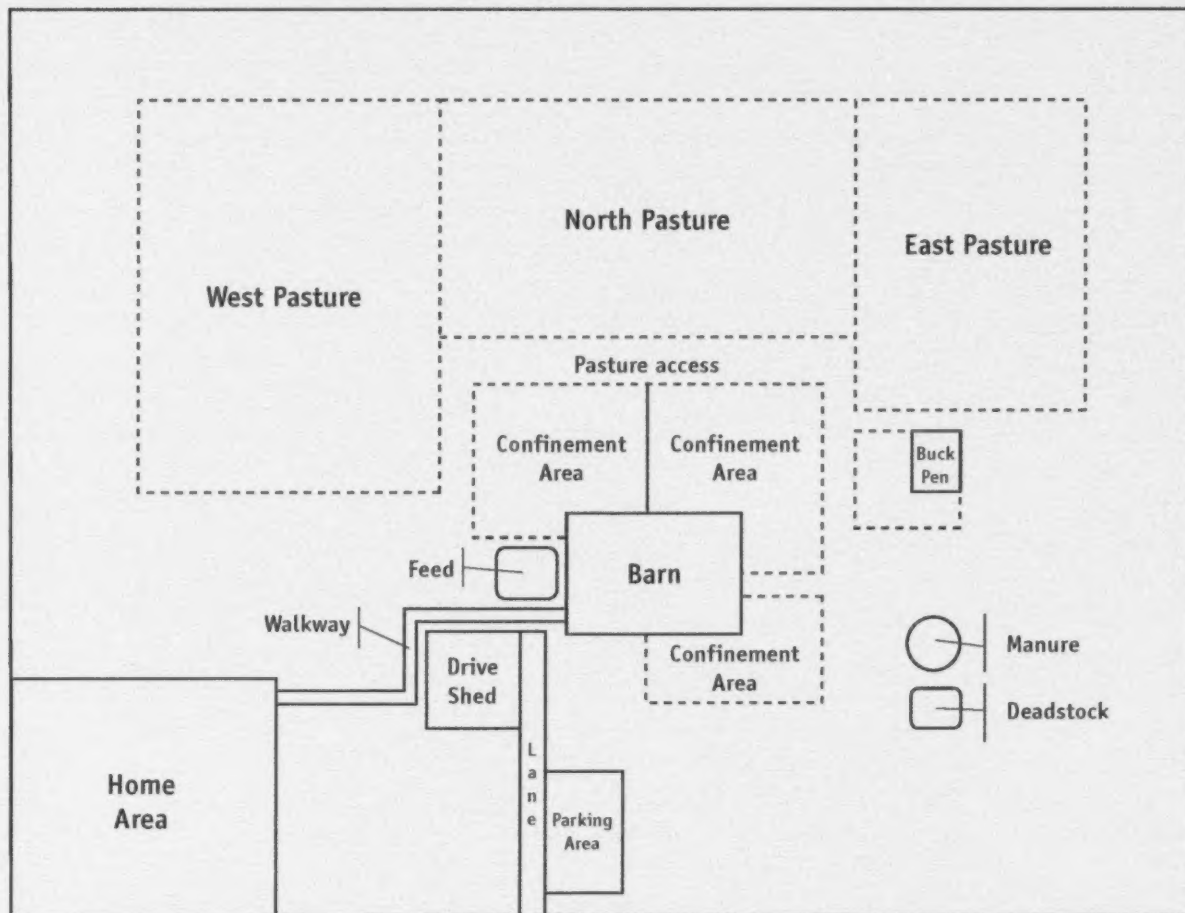 North Pasture
East Pasture
West Pasture
Pasture access
Confinement
Area
Confinement
Area
Buck
Pen
Feed
Barn
Walkway
Drive
Shed
Confinement
Area
Manure
Deadstock
Home
Area
Lane
Parking
Area